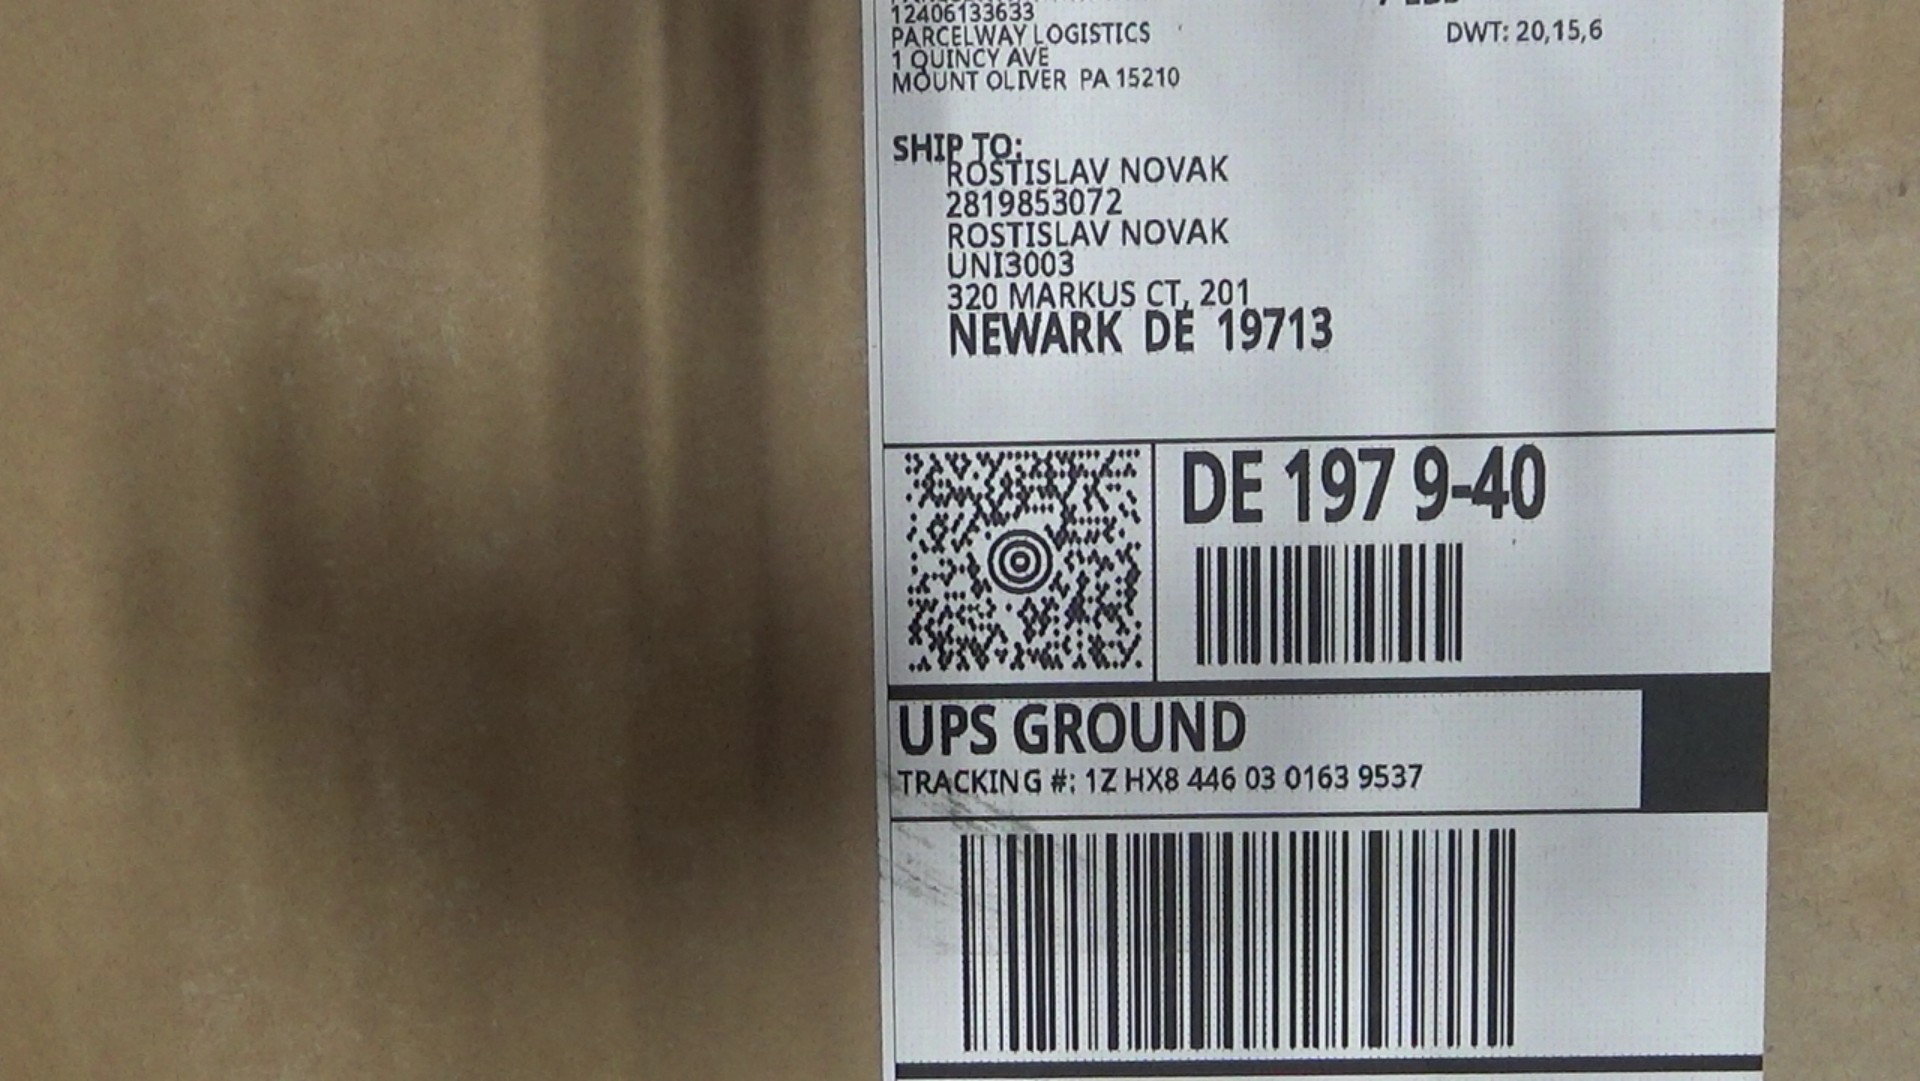 12406133633
PARCELWAY LOGISTICS
1 QUINCY AVE
MOUNT OLIVER PA 15210
DWT: 20,15,6
SHIP TO:
ROSTISLAV NOVAK
2819853072
ROSTISLAV NOVAK
UNI3003
320 MARKUS CT, 201
NEWARK DE 19713
DE 197 9-40
UPS GROUND
TRACKING #: 1Z HX8 446 03 0163 9537